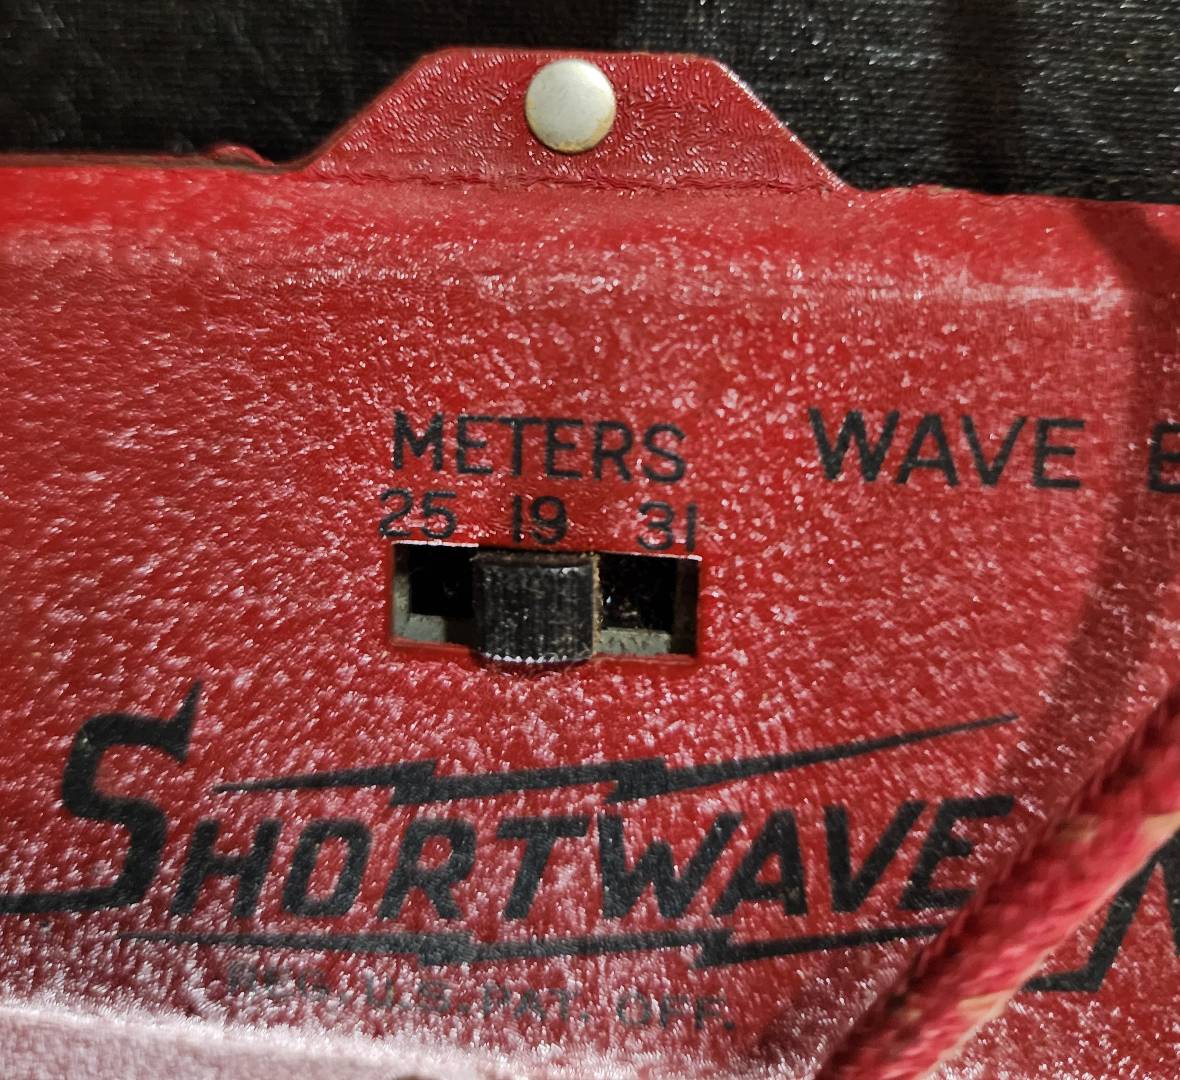 METERS
WAVE
25 19 31
SHORTWAVE
REG. U.S. PAT. OFF.